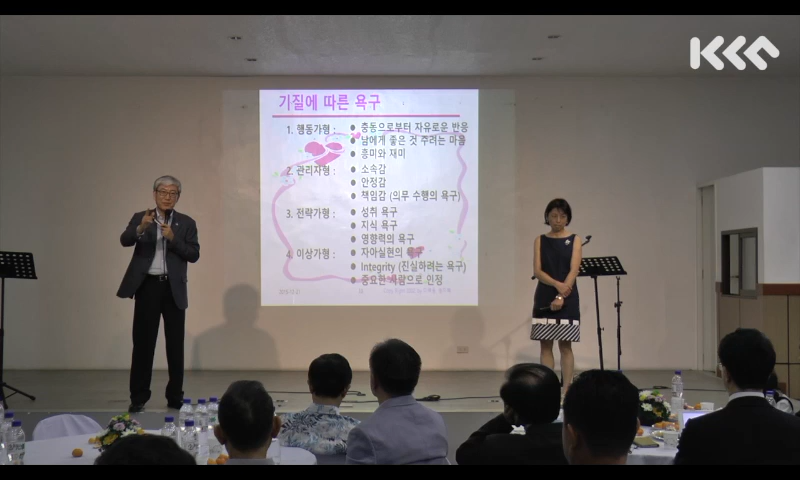 KCC
기질에 따른 욕구
1. 행동가형 : ● 충동으로부터 자유로운 반응
● 남에게 좋은 것 주려는 마음
● 흥미와 재미
2. 관리자형 : ● 소속감
● 안정감
● 책임감 (의무 수행의 욕구)
3. 전략가형 : ● 성취 욕구
● 지식 욕구
● 영향력의 욕구
4. 이상가형 : ● 자아실현의 욕구
● Integrity (진실하려는 욕구)
● 중요한 사람으로 인정